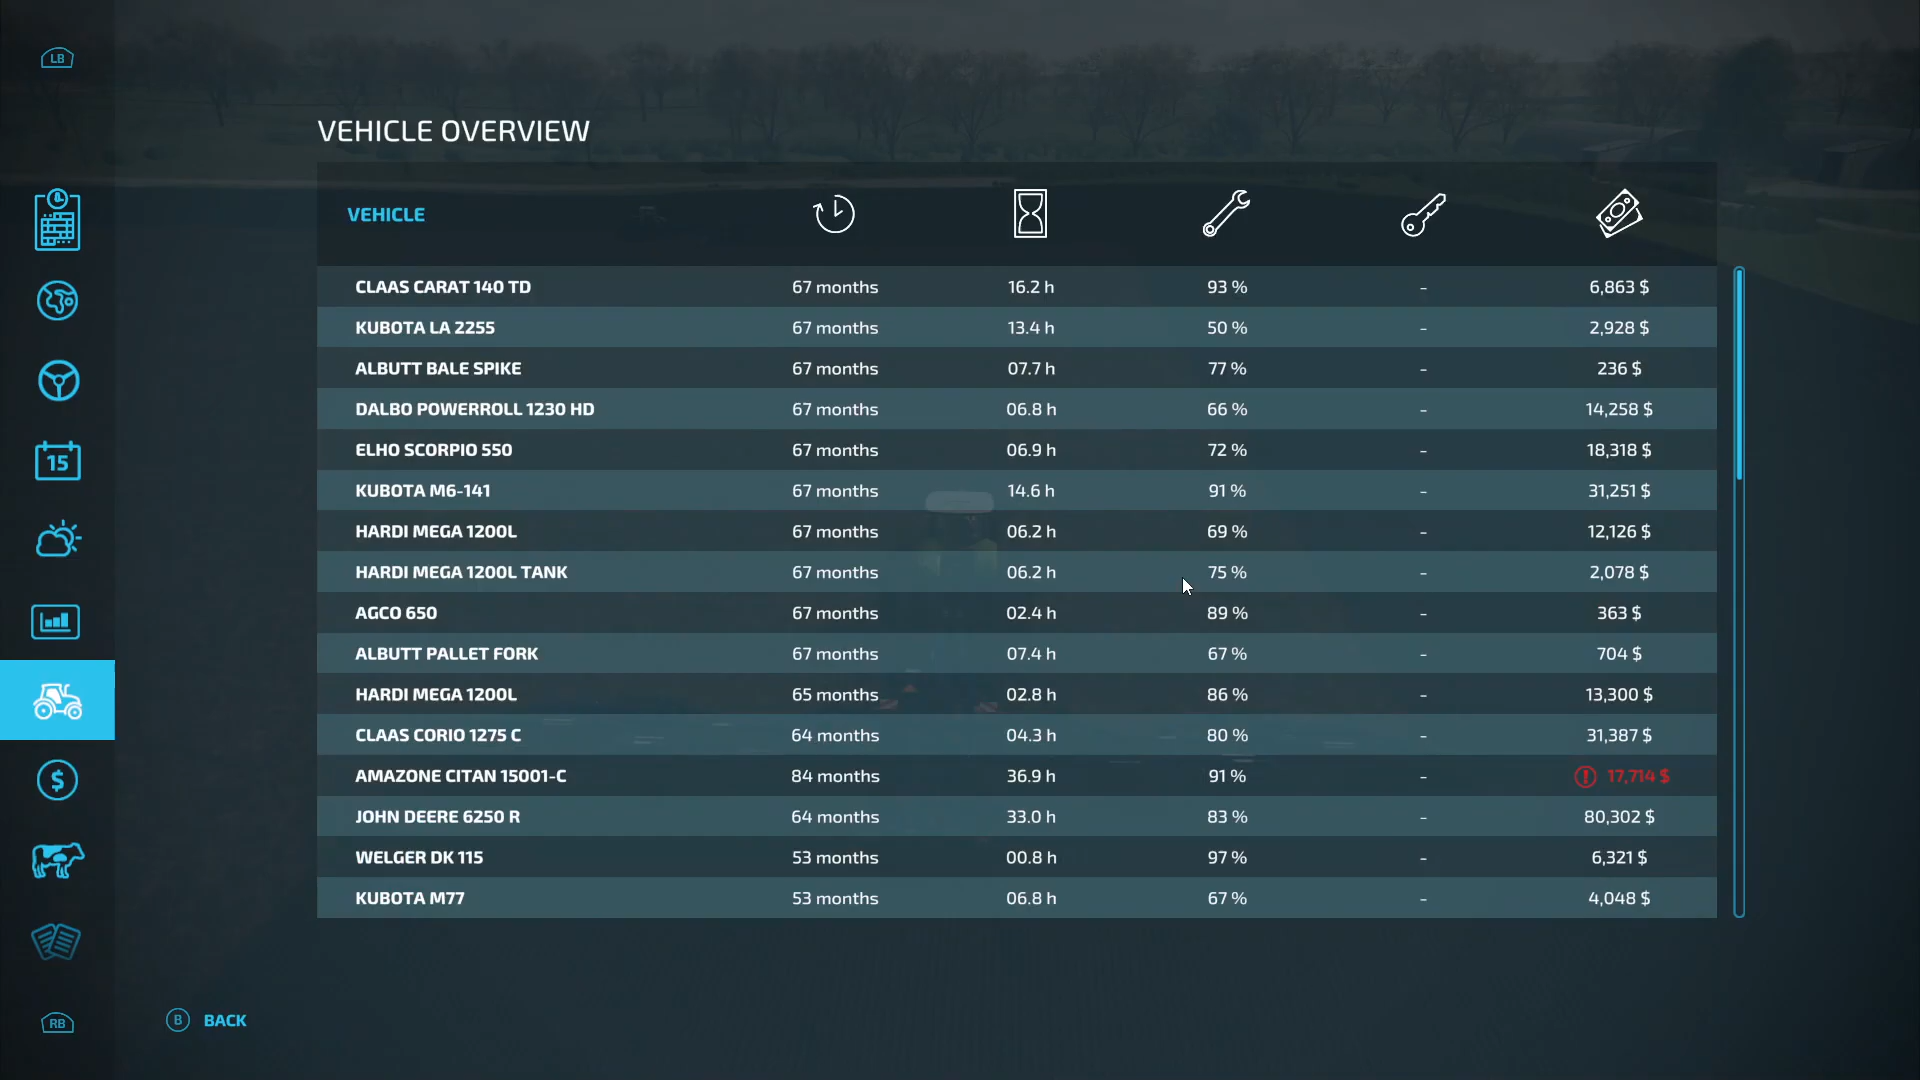 LB
VEHICLE OVERVIEW
VEHICLE
CLAAS CARAT 140 TD 67 months 16.2 h 93 % - 6,863 $
KUBOTA LA 2255 67 months 13.4 h 50 % - 2,928 $
ALBUTT BALE SPIKE 67 months 07.7 h 77 % - 236 $
DALBO POWERROLL 1230 HD 67 months 06.8 h 66 % - 14,258 $
ELHO SCORPIO 550 67 months 06.9 h 72 % - 18,318 $
KUBOTA M6-141 67 months 14.6 h 91 % - 31,251 $
HARDI MEGA 1200L 67 months 06.2 h 69 % - 12,126 $
HARDI MEGA 1200L TANK 67 months 06.2 h 75 % - 2,078 $
AGCO 650 67 months 02.4 h 89 % - 363 $
ALBUTT PALLET FORK 67 months 07.4 h 67 % - 704 $
HARDI MEGA 1200L 65 months 02.8 h 86 % - 13,300 $
CLAAS CORIO 1275 C 64 months 04.3 h 80 % - 31,387 $
AMAZONE CITAN 15001-C 84 months 36.9 h 91 % - ! 17,714 $
JOHN DEERE 6250 R 64 months 33.0 h 83 % - 80,302 $
WELGER DK 115 53 months 00.8 h 97 % - 6,321 $
KUBOTA M77 53 months 06.8 h 67 % - 4,048 $
15
$
RB
B BACK